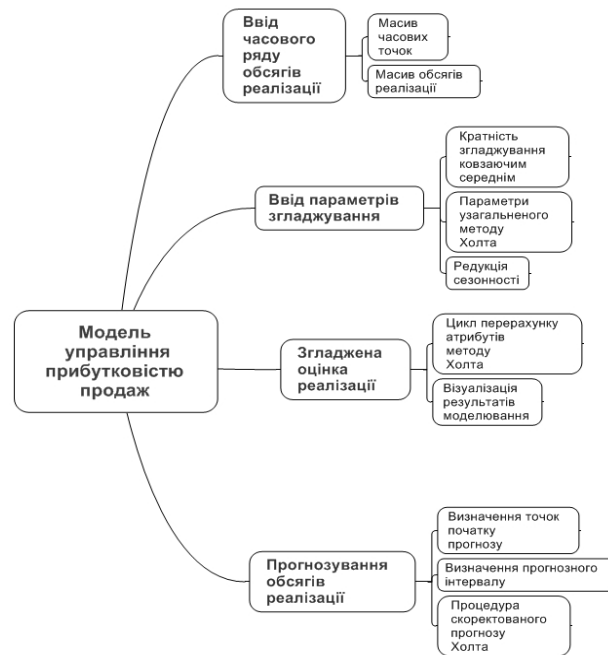 Ввід
часового
ряду
обсягів
реалізації
Масив
часових
точок
Масив обсягів
реалізації
Ввід параметрів
згладжування
Кратність
згладжування
ковзаючим
середнім
Параметри
узагальненого
методу
Холта
Редукція
сезонності
Модель
управління
прибутковістю
продаж
Згладжена
оцінка
реалізації
Цикл перерахунку
атрибутів
методу
Холта
Візуалізація
результатів
моделювання
Прогнозування
обсягів
реалізації
Визначення точок
початку
прогнозу
Визначення прогнозного
інтервалу
Процедура
скоректованого
прогнозу
Холта